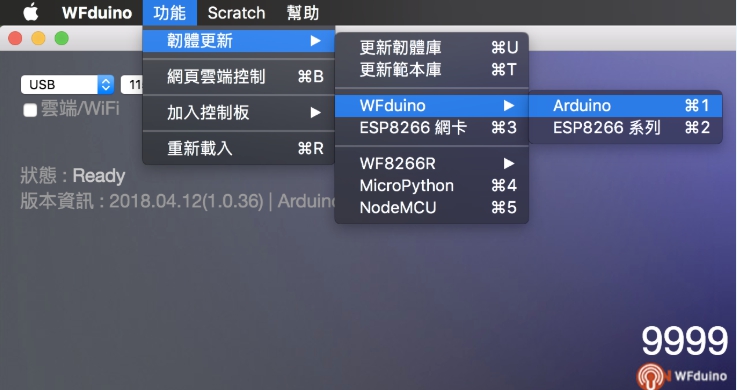 WFduino 功能 Scratch 幫助
韌體更新 ▶
網頁雲端控制 ⌘B
加入控制板 ▶
重新載入 ⌘R
更新韌體庫 ⌘U
更新範本庫 ⌘T
WFduino ▶
ESP8266 網卡 ⌘3
WF8266R ▶
MicroPython ⌘4
NodeMCU ⌘5
Arduino ⌘1
ESP8266 系列 ⌘2
USB 11
雲端/WiFi
狀態 : Ready
版本資訊 : 2018.04.12(1.0.36) | Arduino
9999
WFduino